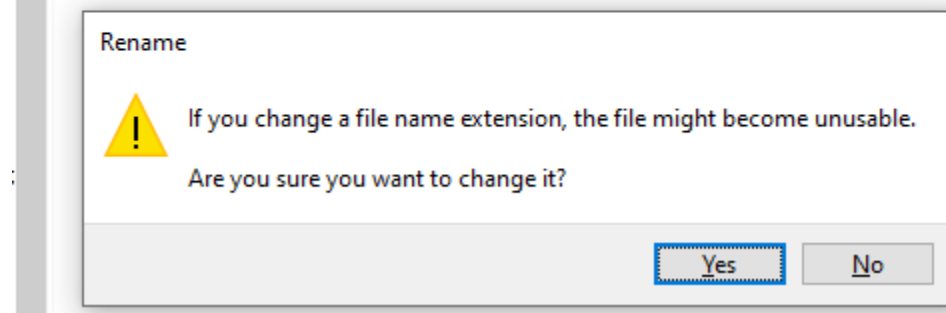 Rename
If you change a file name extension, the file might become unusable.
Are you sure you want to change it?
Yes
No